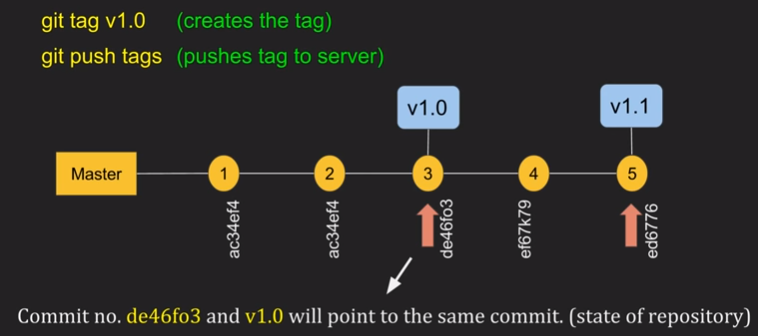 git tag v1.0 (creates the tag)
git push tags (pushes tag to server)
v1.0
v1.1
Master
1
2
3
4
5
ac34ef4
ac34ef4
de46fo3
ef67k79
ed6776
Commit no. de46fo3 and v1.0 will point to the same commit. (state of repository)